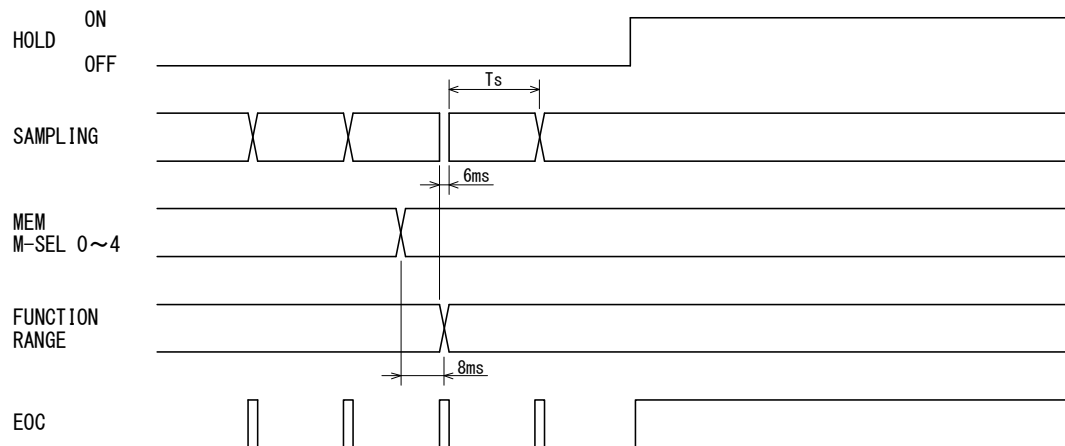 ON
HOLD
OFF
Ts
SAMPLING
6ms
MEM
M-SEL 0～4
FUNCTION
RANGE
8ms
EOC